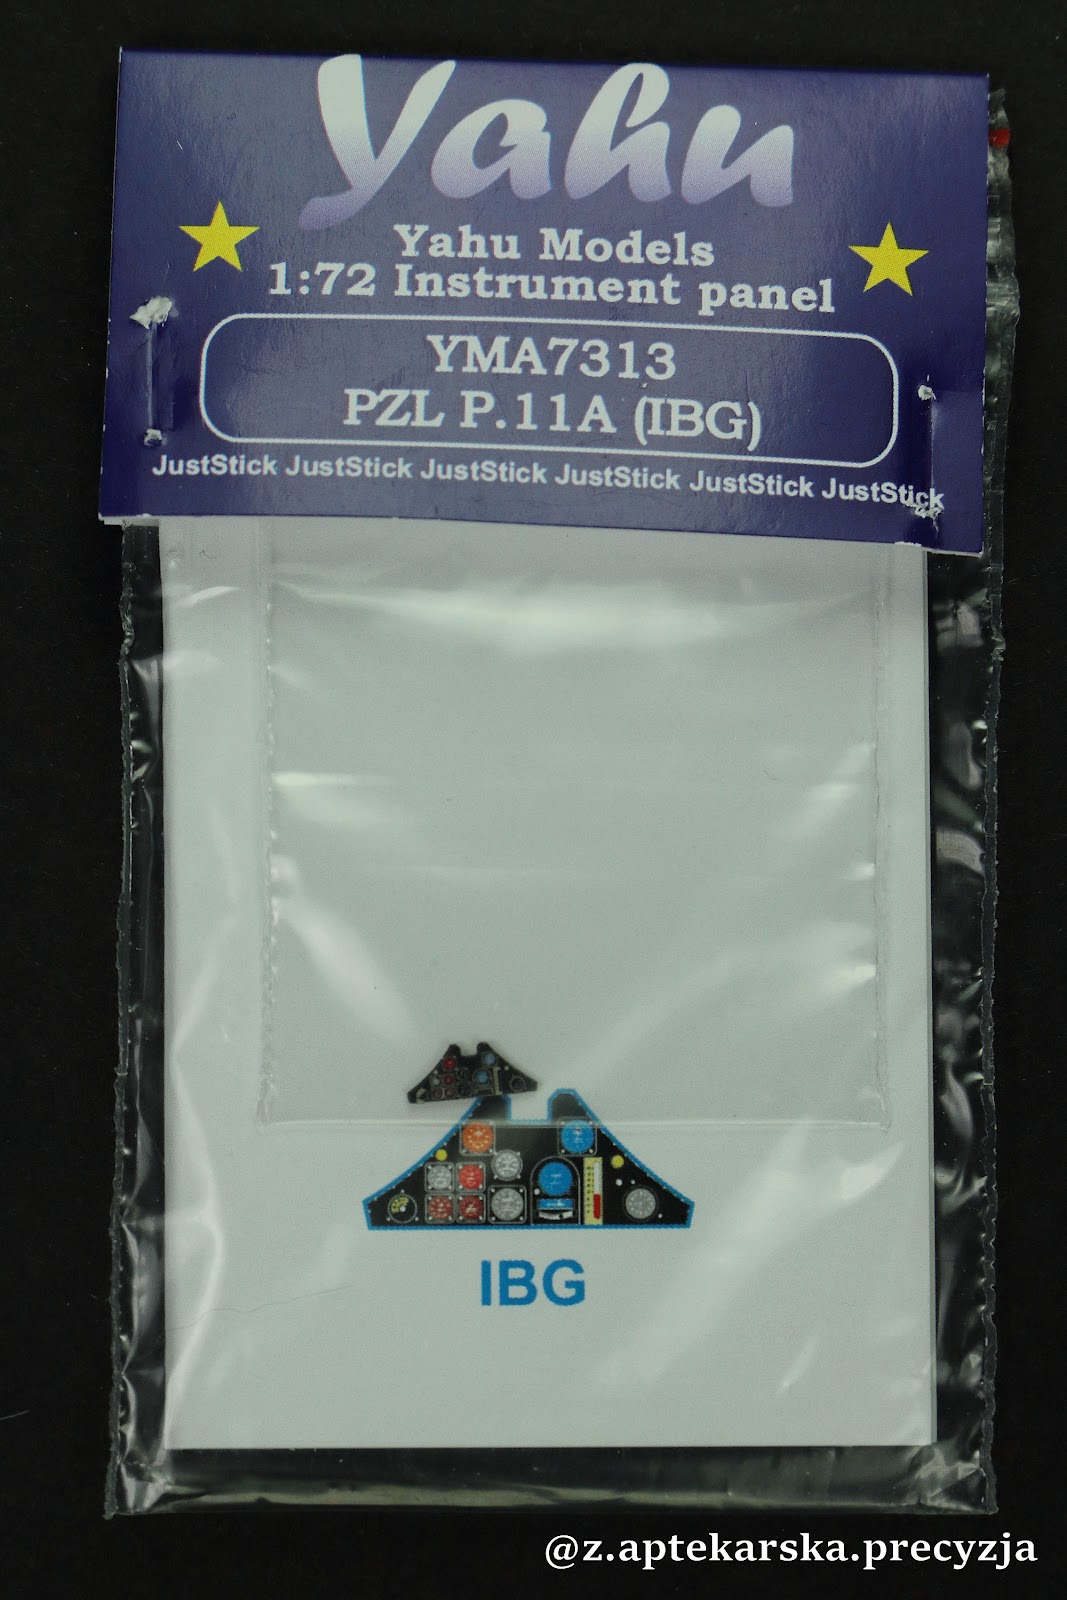 Yahu
Yahu Models
1:72 Instrument panel
YMA7313
PZL P.11A (IBG)
JustStick JustStick JustStick JustStick JustStick JustStick
IBG
@z.aptekarska.precyzja